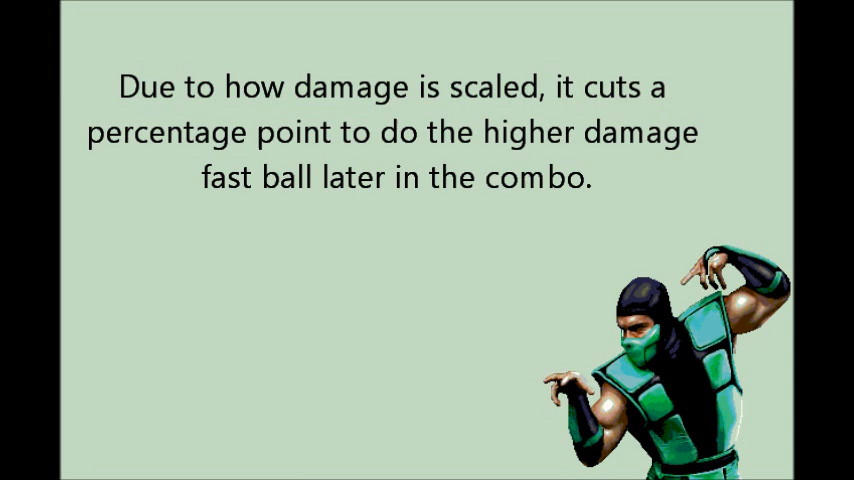 Due to how damage is scaled, it cuts a
percentage point to do the higher damage
fast ball later in the combo.